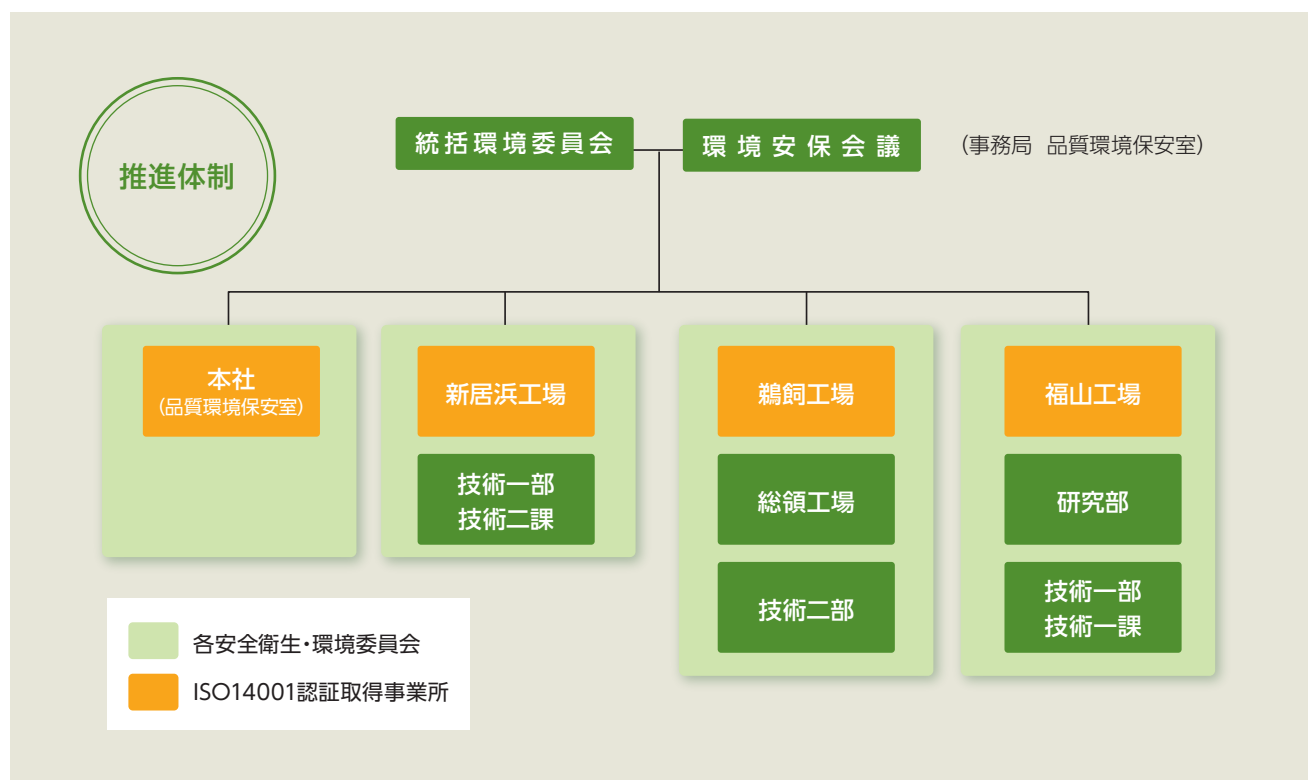 推進体制
統括環境委員会
環境安保会議
(事務局 品質環境保安室)
本社
(品質環境保安室)
新居浜工場
技術一部
技術二課
鵜飼工場
総領工場
技術二部
福山工場
研究部
技術一部
技術一課
各安全衛生・環境委員会
ISO14001認証取得事業所